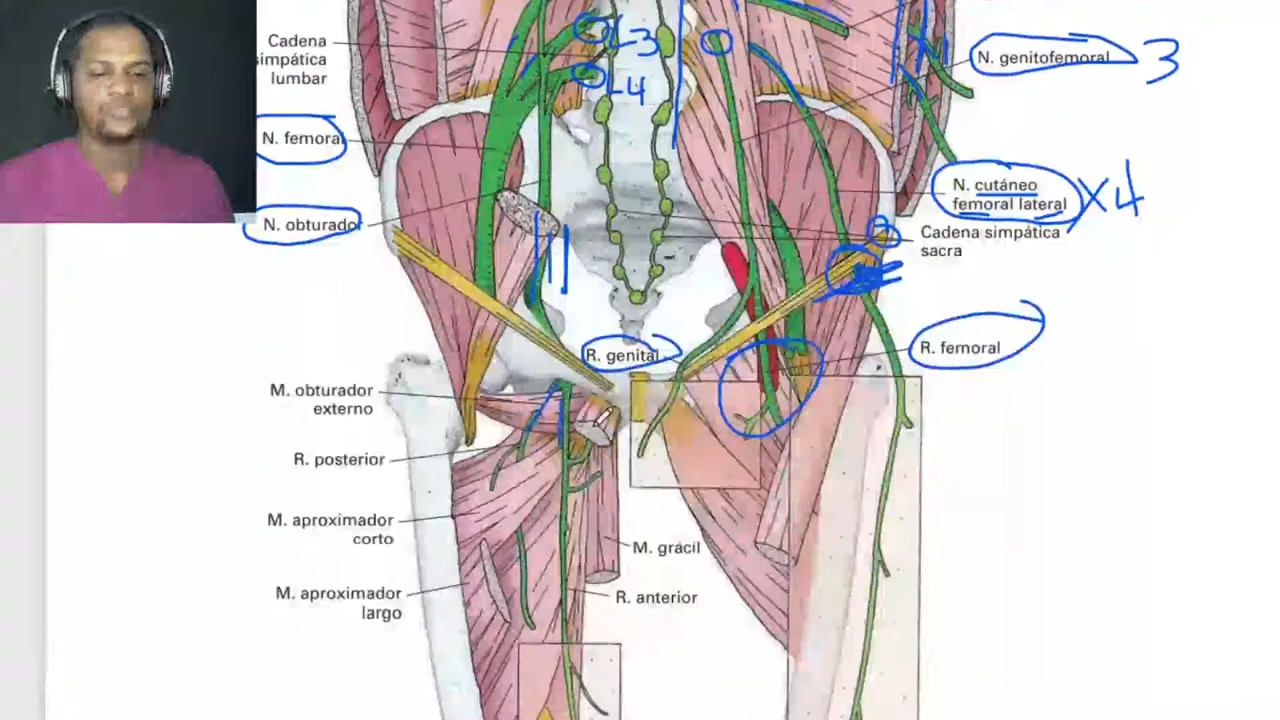 Cadena
simpática
lumbar
L3
L4
N. genitofemoral 3
N. femoral
N. cutáneo
femoral lateral x4
N. obturador
Cadena simpática
sacra
R. genital
R. femoral
M. obturador
externo
R. posterior
M. aproximador
corto
M. grácil
M. aproximador
largo
R. anterior